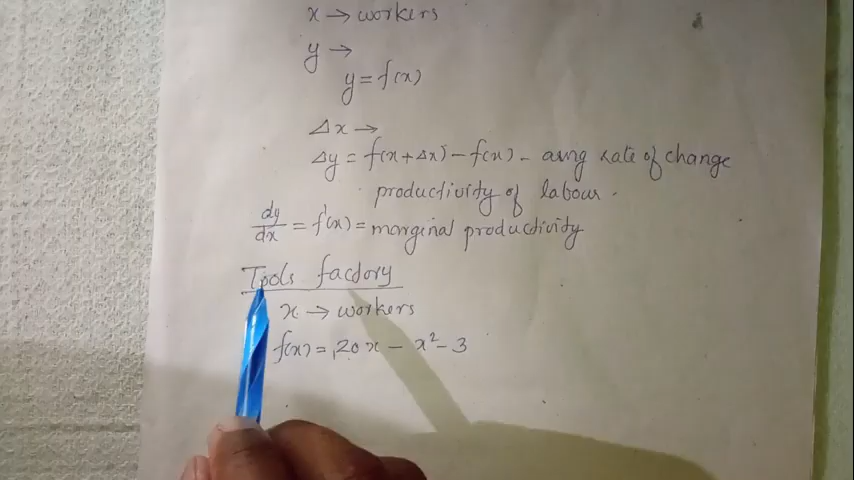 x → workers
y →
y = f(x)
Δx →
Δy = f(x + Δx) - f(x) - avng rate of change
productivity of labour.
dy/dx = f'(x) = marginal productivity
Tools factory
x → workers
f(x) = 20x - x² - 3